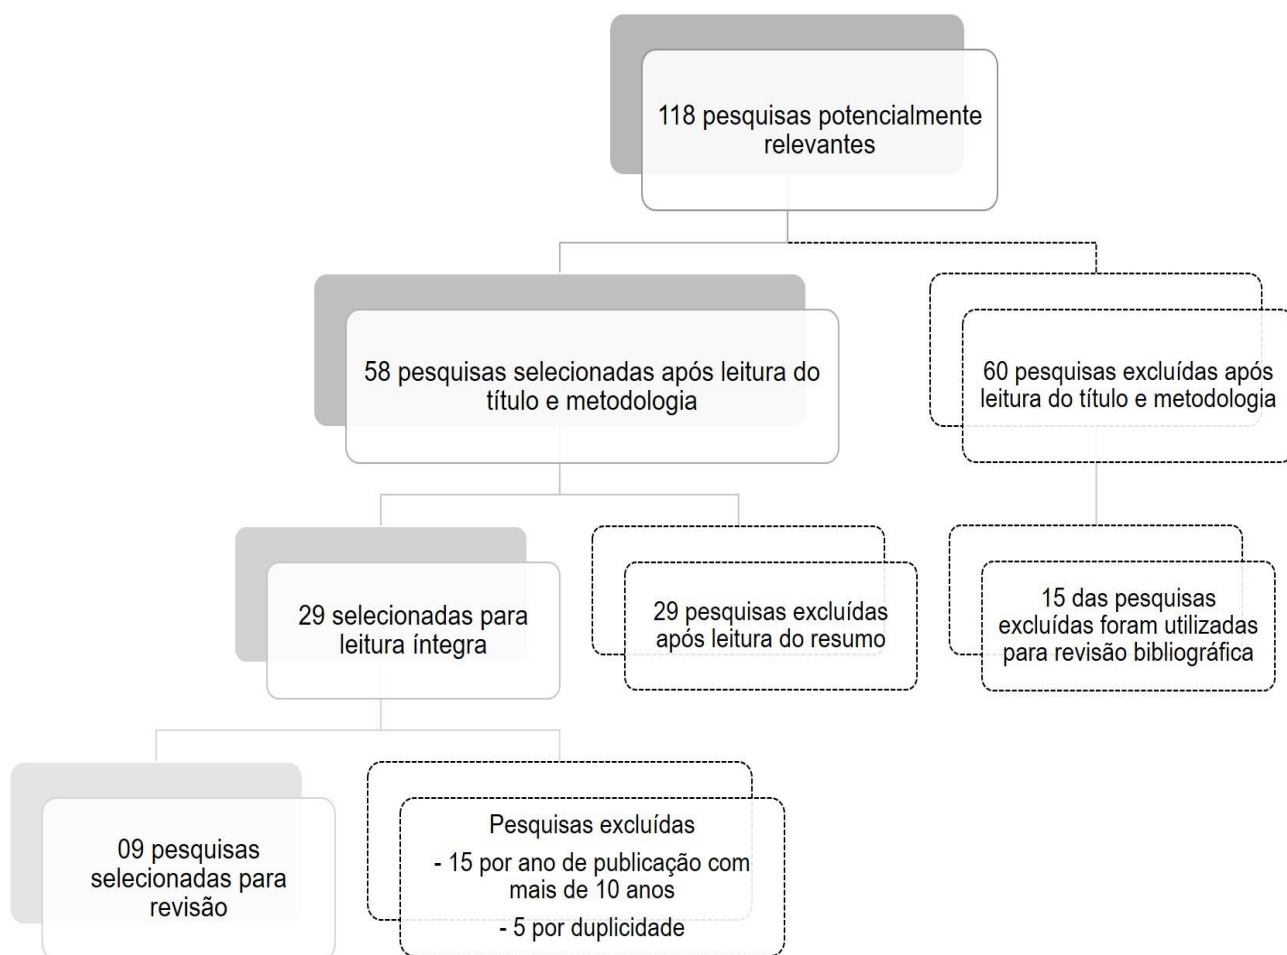 118 pesquisas potencialmente
relevantes
58 pesquisas selecionadas após leitura do
título e metodologia
60 pesquisas excluídas após
leitura do título e metodologia
29 selecionadas para
leitura íntegra
29 pesquisas excluídas
após leitura do resumo
15 das pesquisas
excluídas foram utilizadas
para revisão bibliográfica
09 pesquisas
selecionadas para
revisão
Pesquisas excluídas
- 15 por ano de publicação com
mais de 10 anos
- 5 por duplicidade